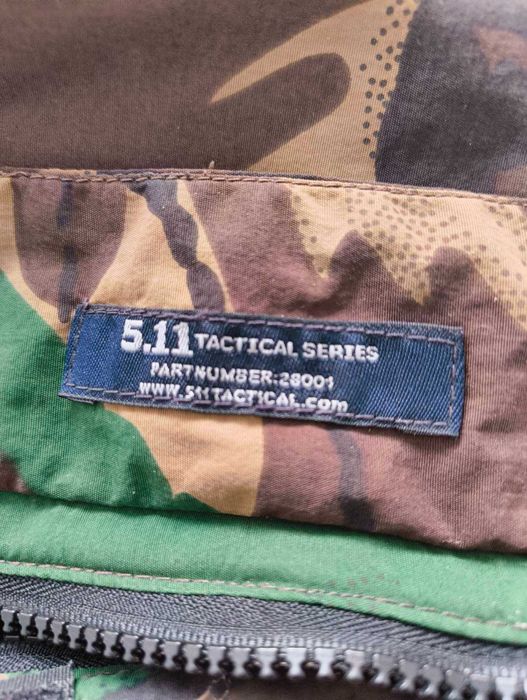 5.11 TACTICAL SERIES
PARTNUMBER:28001
WWW.511TACTICAL.com